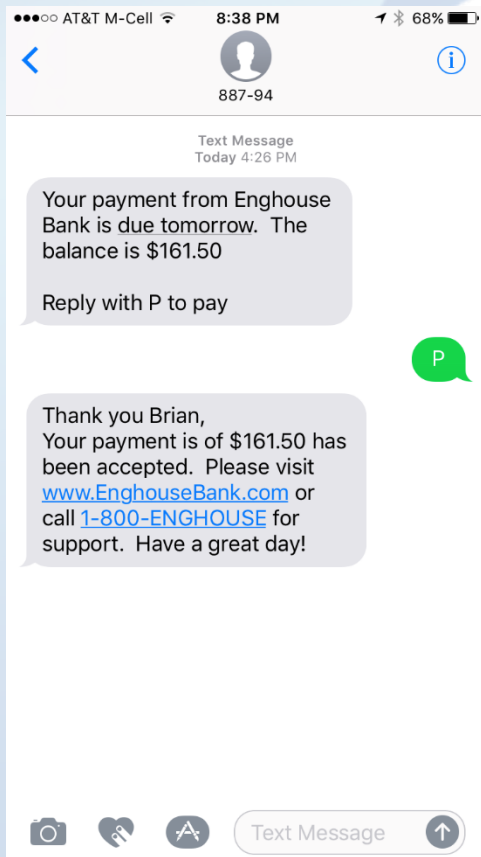 AT&T M-Cell 8:38 PM 68%
887-94
Text Message
Today 4:26 PM
Your payment from Enghouse
Bank is due tomorrow.  The
balance is $161.50
Reply with P to pay
P
Thank you Brian,
Your payment is of $161.50 has
been accepted.  Please visit
www.EnghouseBank.com or
call 1-800-ENGHOUSE for
support.  Have a great day!
Text Message